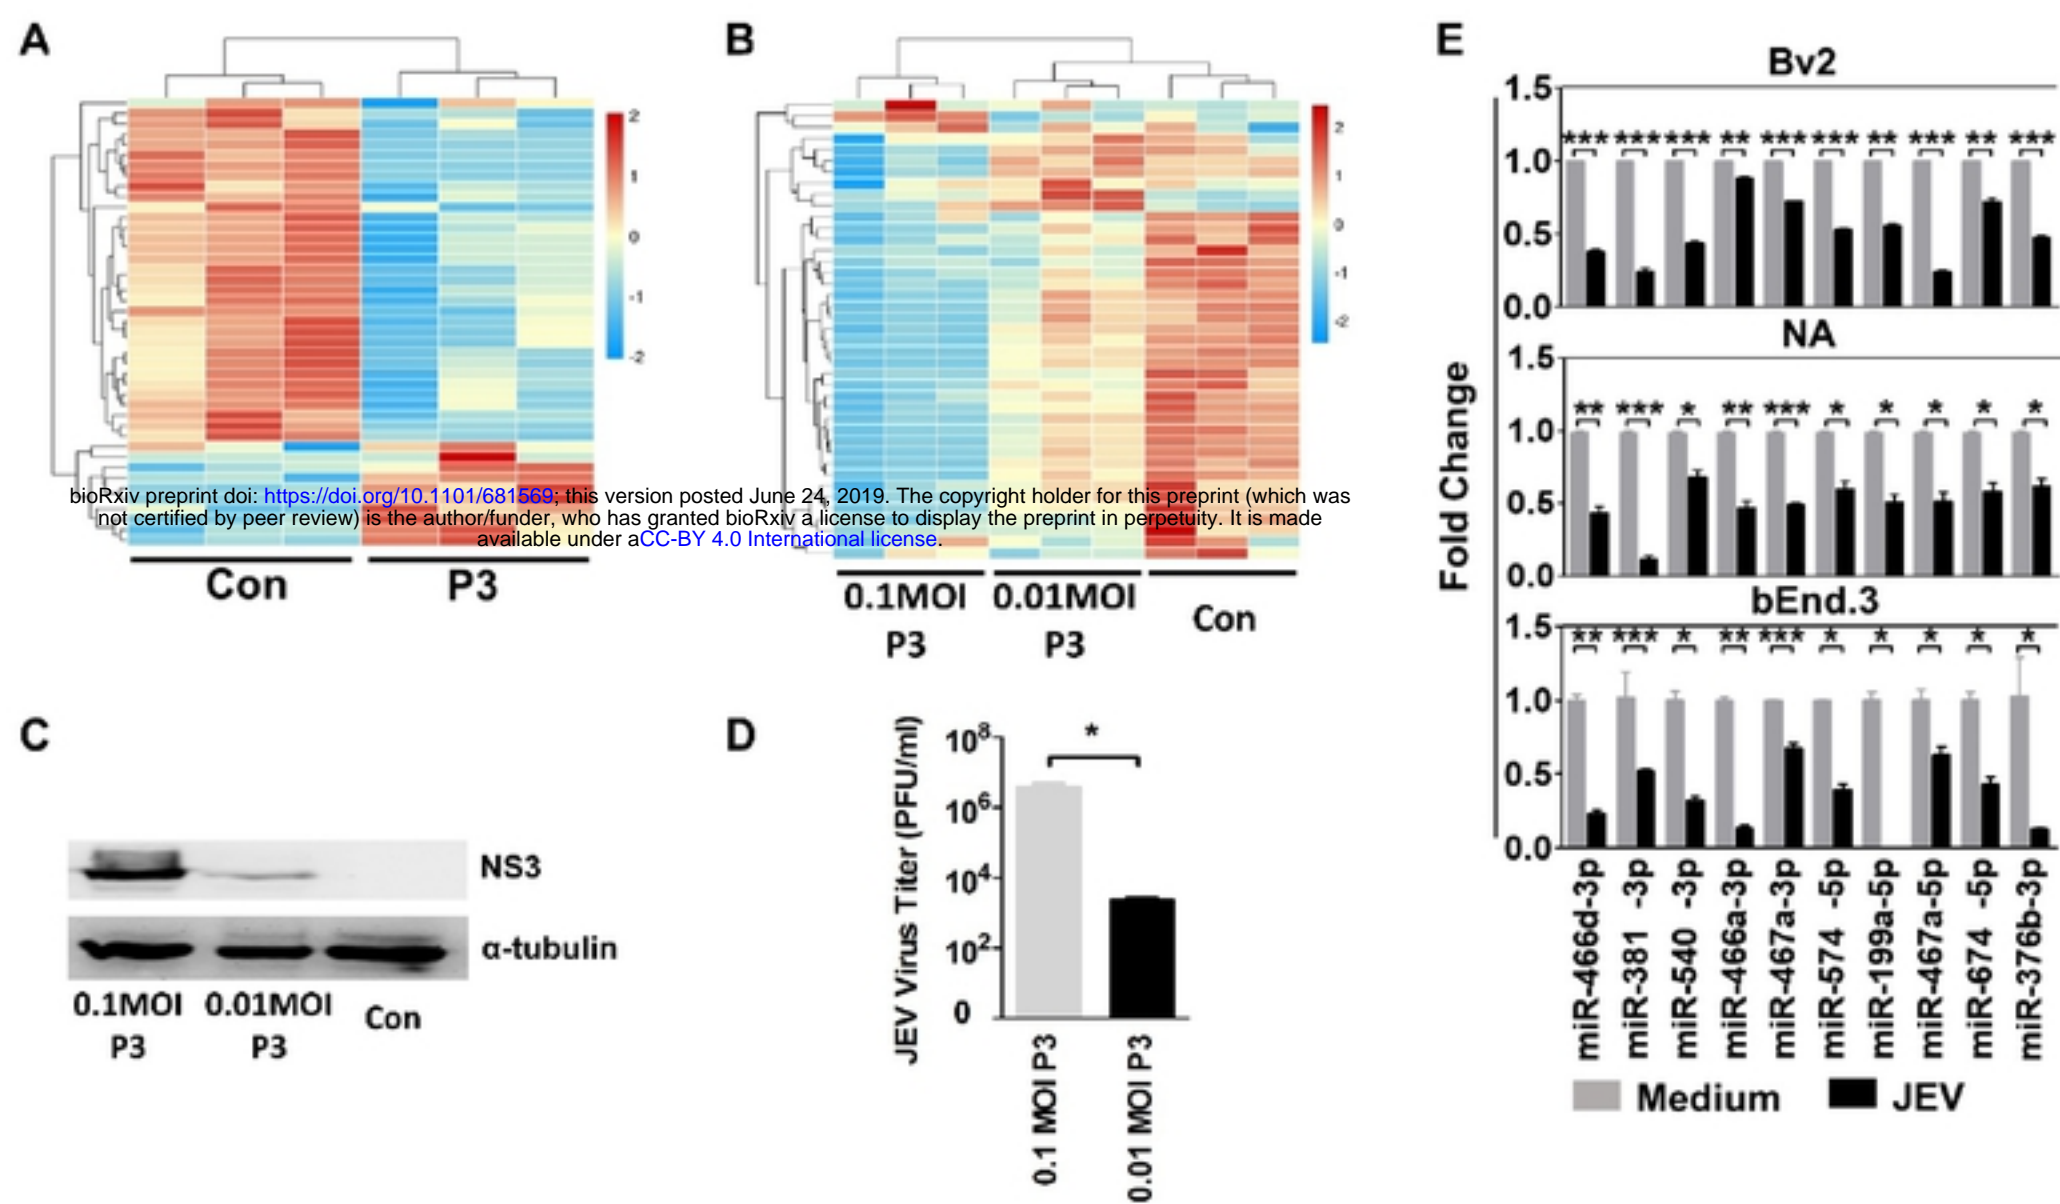 A
B
E
2
1
0
-1
-2
2
1
0
-1
-2
bioRxiv preprint doi: https://doi.org/10.1101/681569; this version posted June 24, 2019. The copyright holder for this preprint (which was
not certified by peer review) is the author/funder, who has granted bioRxiv a license to display the preprint in perpetuity. It is made
available under aCC-BY 4.0 International license.
Con
P3
0.1MOI
P3
0.01MOI
P3
Con
C
NS3
α-tubulin
0.1MOI
P3
0.01MOI
P3
Con
D
JEV Virus Titer (PFU/ml)
10⁸
10⁶
10⁴
10²
0
*
0.1 MOI P3
0.01 MOI P3
Fold Change
Bv2
1.5
1.0
0.5
0.0
*** *** *** ** *** *** ** *** ** ***
NA
1.5
1.0
0.5
0.0
** *** * ** *** * * * * *
bEnd.3
1.5
1.0
0.5
0.0
** *** * ** *** * * * * *
miR-466d-3p
miR-381 -3p
miR-540 -3p
miR-466a-3p
miR-467a-3p
miR-574 -5p
miR-199a-5p
miR-467a-5p
miR-674 -5p
miR-376b-3p
Medium
JEV